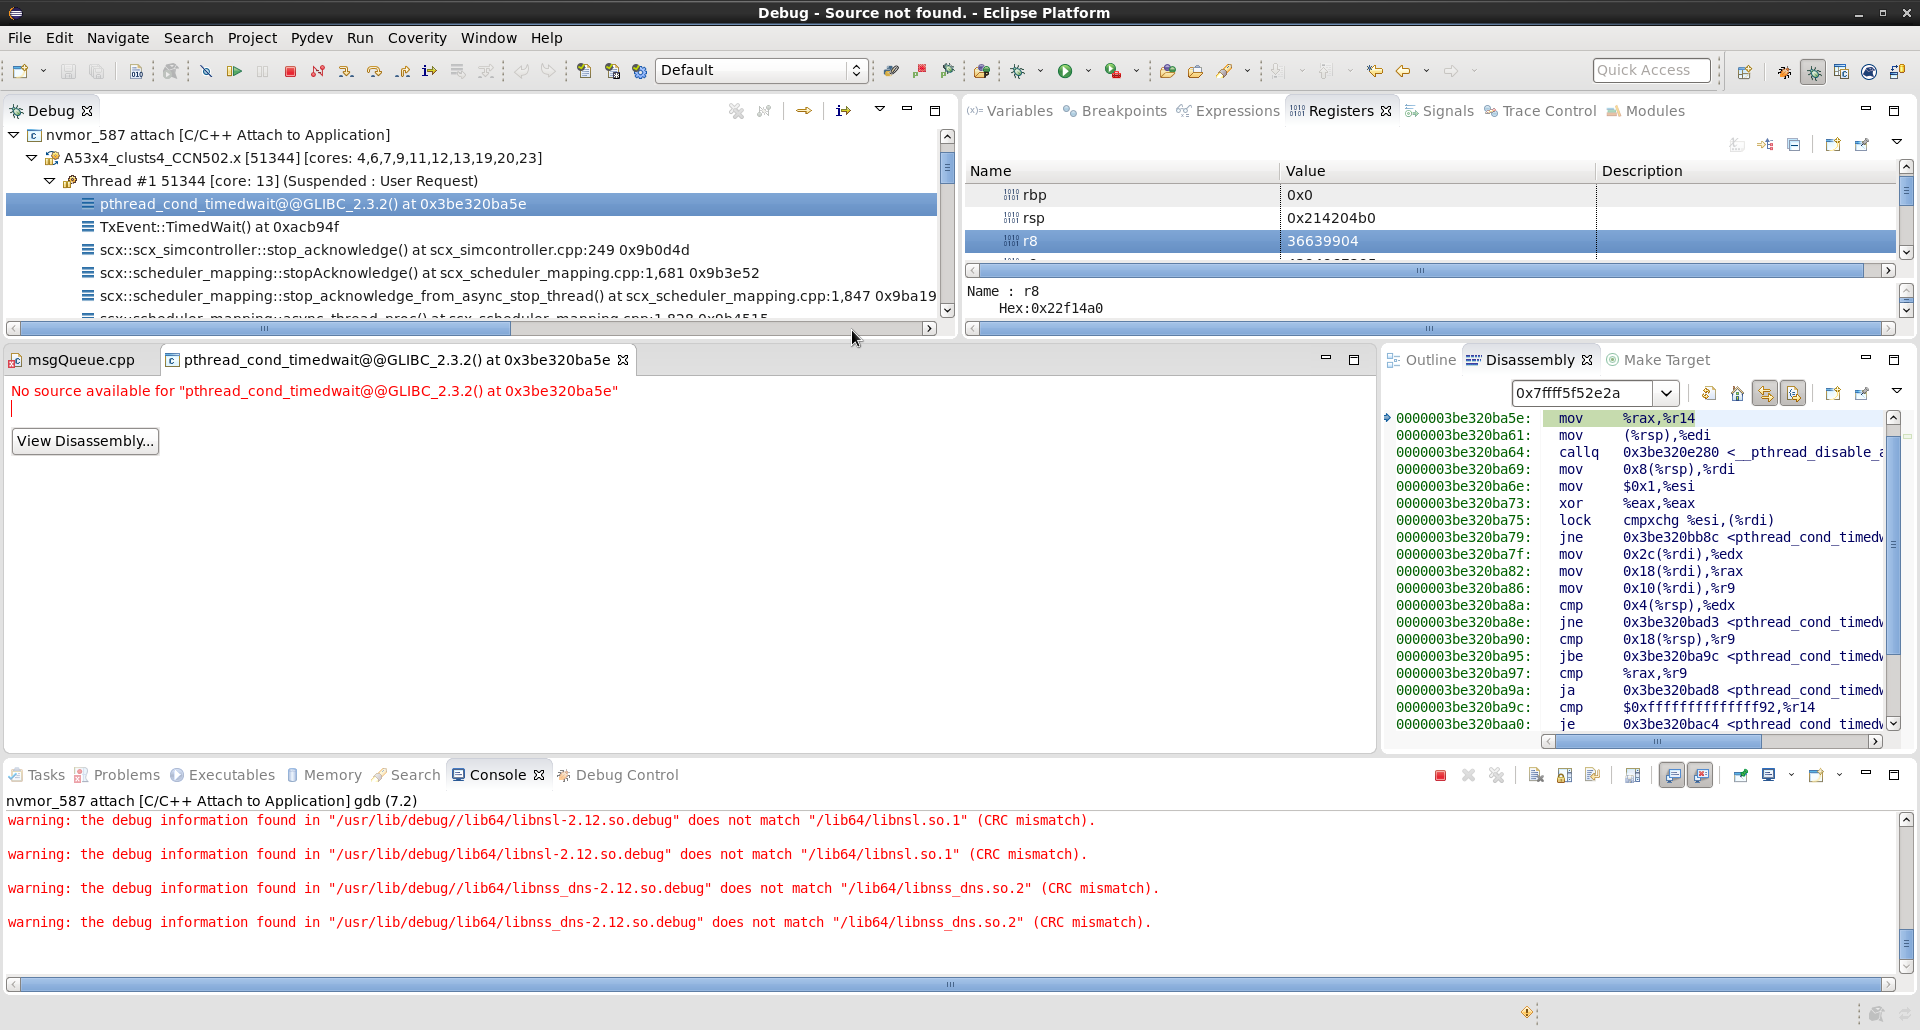 Debug - Source not found. - Eclipse Platform
File Edit Navigate Search Project Pydev Run Coverity Window Help
Default
Quick Access
Debug
nvmor_587 attach [C/C++ Attach to Application]
A53x4_clusts4_CCN502.x [51344] [cores: 4,6,7,9,11,12,13,19,20,23]
Thread #1 51344 [core: 13] (Suspended : User Request)
pthread_cond_timedwait@@GLIBC_2.3.2() at 0x3be320ba5e
TxEvent::TimedWait() at 0xacb94f
scx::scx_simcontroller::stop_acknowledge() at scx_simcontroller.cpp:249 0x9b0d4d
scx::scheduler_mapping::stopAcknowledge() at scx_scheduler_mapping.cpp:1,681 0x9b3e52
scx::scheduler_mapping::stop_acknowledge_from_async_stop_thread() at scx_scheduler_mapping.cpp:1,847 0x9ba19
scx::scheduler_mapping::async_thread_proc() at scx_scheduler_mapping.cpp:1,828 0x9b4515
(x)= Variables Breakpoints Expressions Registers Signals Trace Control Modules
Name Value Description
rbp 0x0
rsp 0x214204b0
r8 36639904
Name : r8
Hex:0x22f14a0
msgQueue.cpp pthread_cond_timedwait@@GLIBC_2.3.2() at 0x3be320ba5e
No source available for "pthread_cond_timedwait@@GLIBC_2.3.2() at 0x3be320ba5e"
View Disassembly...
Outline Disassembly Make Target
0x7ffff5f52e2a
0000003be320ba5e: mov %rax,%r14
0000003be320ba61: mov (%rsp),%edi
0000003be320ba64: callq 0x3be320e280 <__pthread_disable_a
0000003be320ba69: mov 0x8(%rsp),%rdi
0000003be320ba6e: mov $0x1,%esi
0000003be320ba73: xor %eax,%eax
0000003be320ba75: lock cmpxchg %esi,(%rdi)
0000003be320ba79: jne 0x3be320bb8c <pthread_cond_timedw
0000003be320ba7f: mov 0x2c(%rdi),%edx
0000003be320ba82: mov 0x18(%rdi),%rax
0000003be320ba86: mov 0x10(%rdi),%r9
0000003be320ba8a: cmp 0x4(%rsp),%edx
0000003be320ba8e: jne 0x3be320bad3 <pthread_cond_timedw
0000003be320ba90: cmp 0x18(%rsp),%r9
0000003be320ba95: jbe 0x3be320ba9c <pthread_cond_timedw
0000003be320ba97: cmp %rax,%r9
0000003be320ba9a: ja 0x3be320bad8 <pthread_cond_timedw
0000003be320ba9c: cmp $0xffffffffffffff92,%r14
0000003be320baa0: je 0x3be320bac4 <pthread_cond_timedw
Tasks Problems Executables Memory Search Console Debug Control
nvmor_587 attach [C/C++ Attach to Application] gdb (7.2)
warning: the debug information found in "/usr/lib/debug//lib64/libnsl-2.12.so.debug" does not match "/lib64/libnsl.so.1" (CRC mismatch).
warning: the debug information found in "/usr/lib/debug/lib64/libnsl-2.12.so.debug" does not match "/lib64/libnsl.so.1" (CRC mismatch).
warning: the debug information found in "/usr/lib/debug//lib64/libnss_dns-2.12.so.debug" does not match "/lib64/libnss_dns.so.2" (CRC mismatch).
warning: the debug information found in "/usr/lib/debug/lib64/libnss_dns-2.12.so.debug" does not match "/lib64/libnss_dns.so.2" (CRC mismatch).